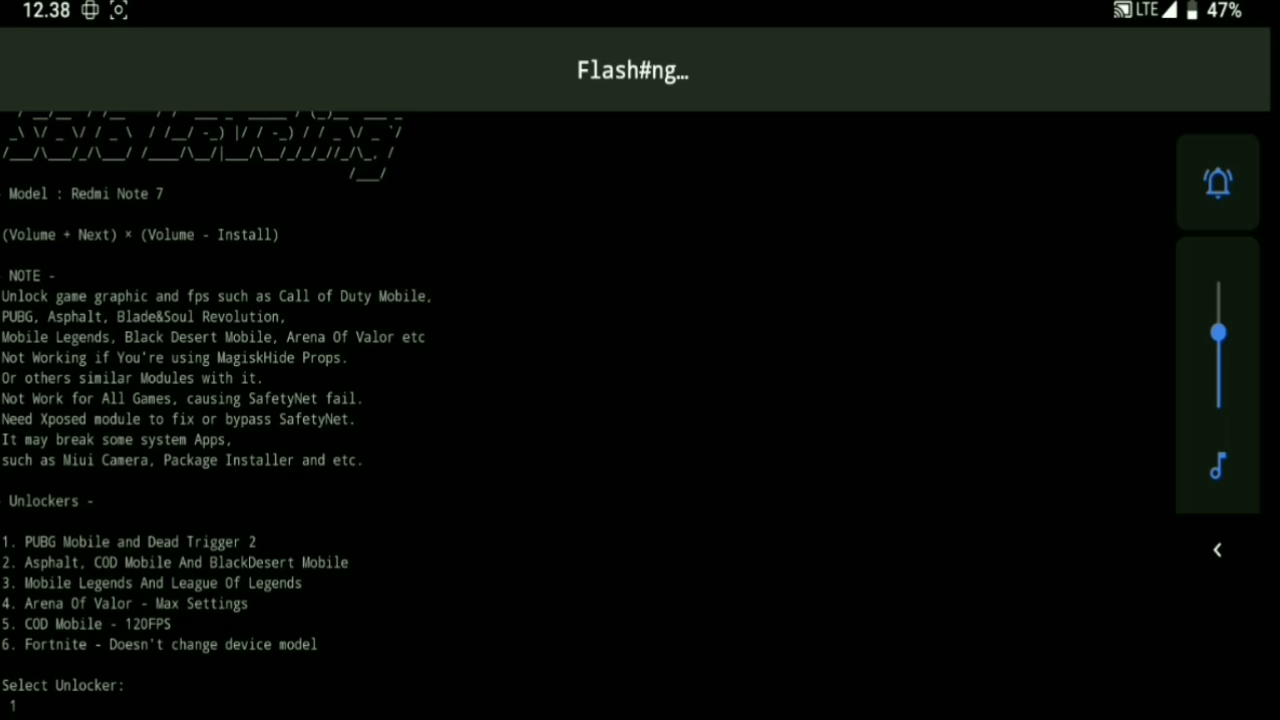 12.38
LTE 47%
Flash#ng…
Solo Leveling
Model : Redmi Note 7
(Volume + Next) × (Volume - Install)
NOTE -
Unlock game graphic and fps such as Call of Duty Mobile,
PUBG, Asphalt, Blade&Soul Revolution,
Mobile Legends, Black Desert Mobile, Arena Of Valor etc
Not Working if You're using MagiskHide Props.
Or others similar Modules with it.
Not Work for All Games, causing SafetyNet fail.
Need Xposed module to fix or bypass SafetyNet.
It may break some system Apps,
such as Miui Camera, Package Installer and etc.
Unlockers -
1. PUBG Mobile and Dead Trigger 2
2. Asphalt, COD Mobile And BlackDesert Mobile
3. Mobile Legends And League Of Legends
4. Arena Of Valor - Max Settings
5. COD Mobile - 120FPS
6. Fortnite - Doesn't change device model
Select Unlocker:
1